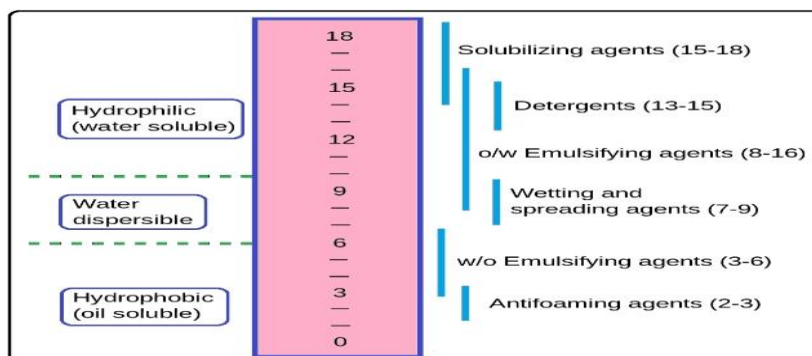 18
15
12
9
6
3
0
Hydrophilic
(water soluble)
Water
dispersible
Hydrophobic
(oil soluble)
Solubilizing agents (15-18)
Detergents (13-15)
o/w Emulsifying agents (8-16)
Wetting and
spreading agents (7-9)
w/o Emulsifying agents (3-6)
Antifoaming agents (2-3)